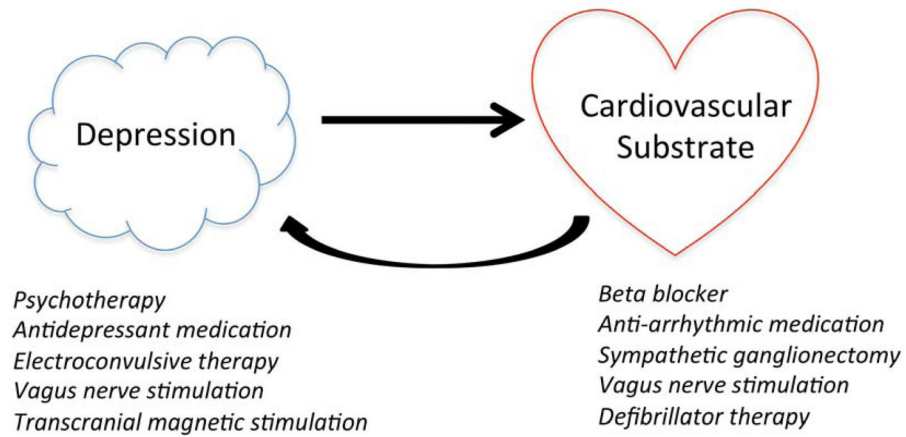 Depression
Cardiovascular
Substrate
Psychotherapy
Antidepressant medication
Electroconvulsive therapy
Vagus nerve stimulation
Transcranial magnetic stimulation
Beta blocker
Anti-arrhythmic medication
Sympathetic ganglionectomy
Vagus nerve stimulation
Defibrillator therapy